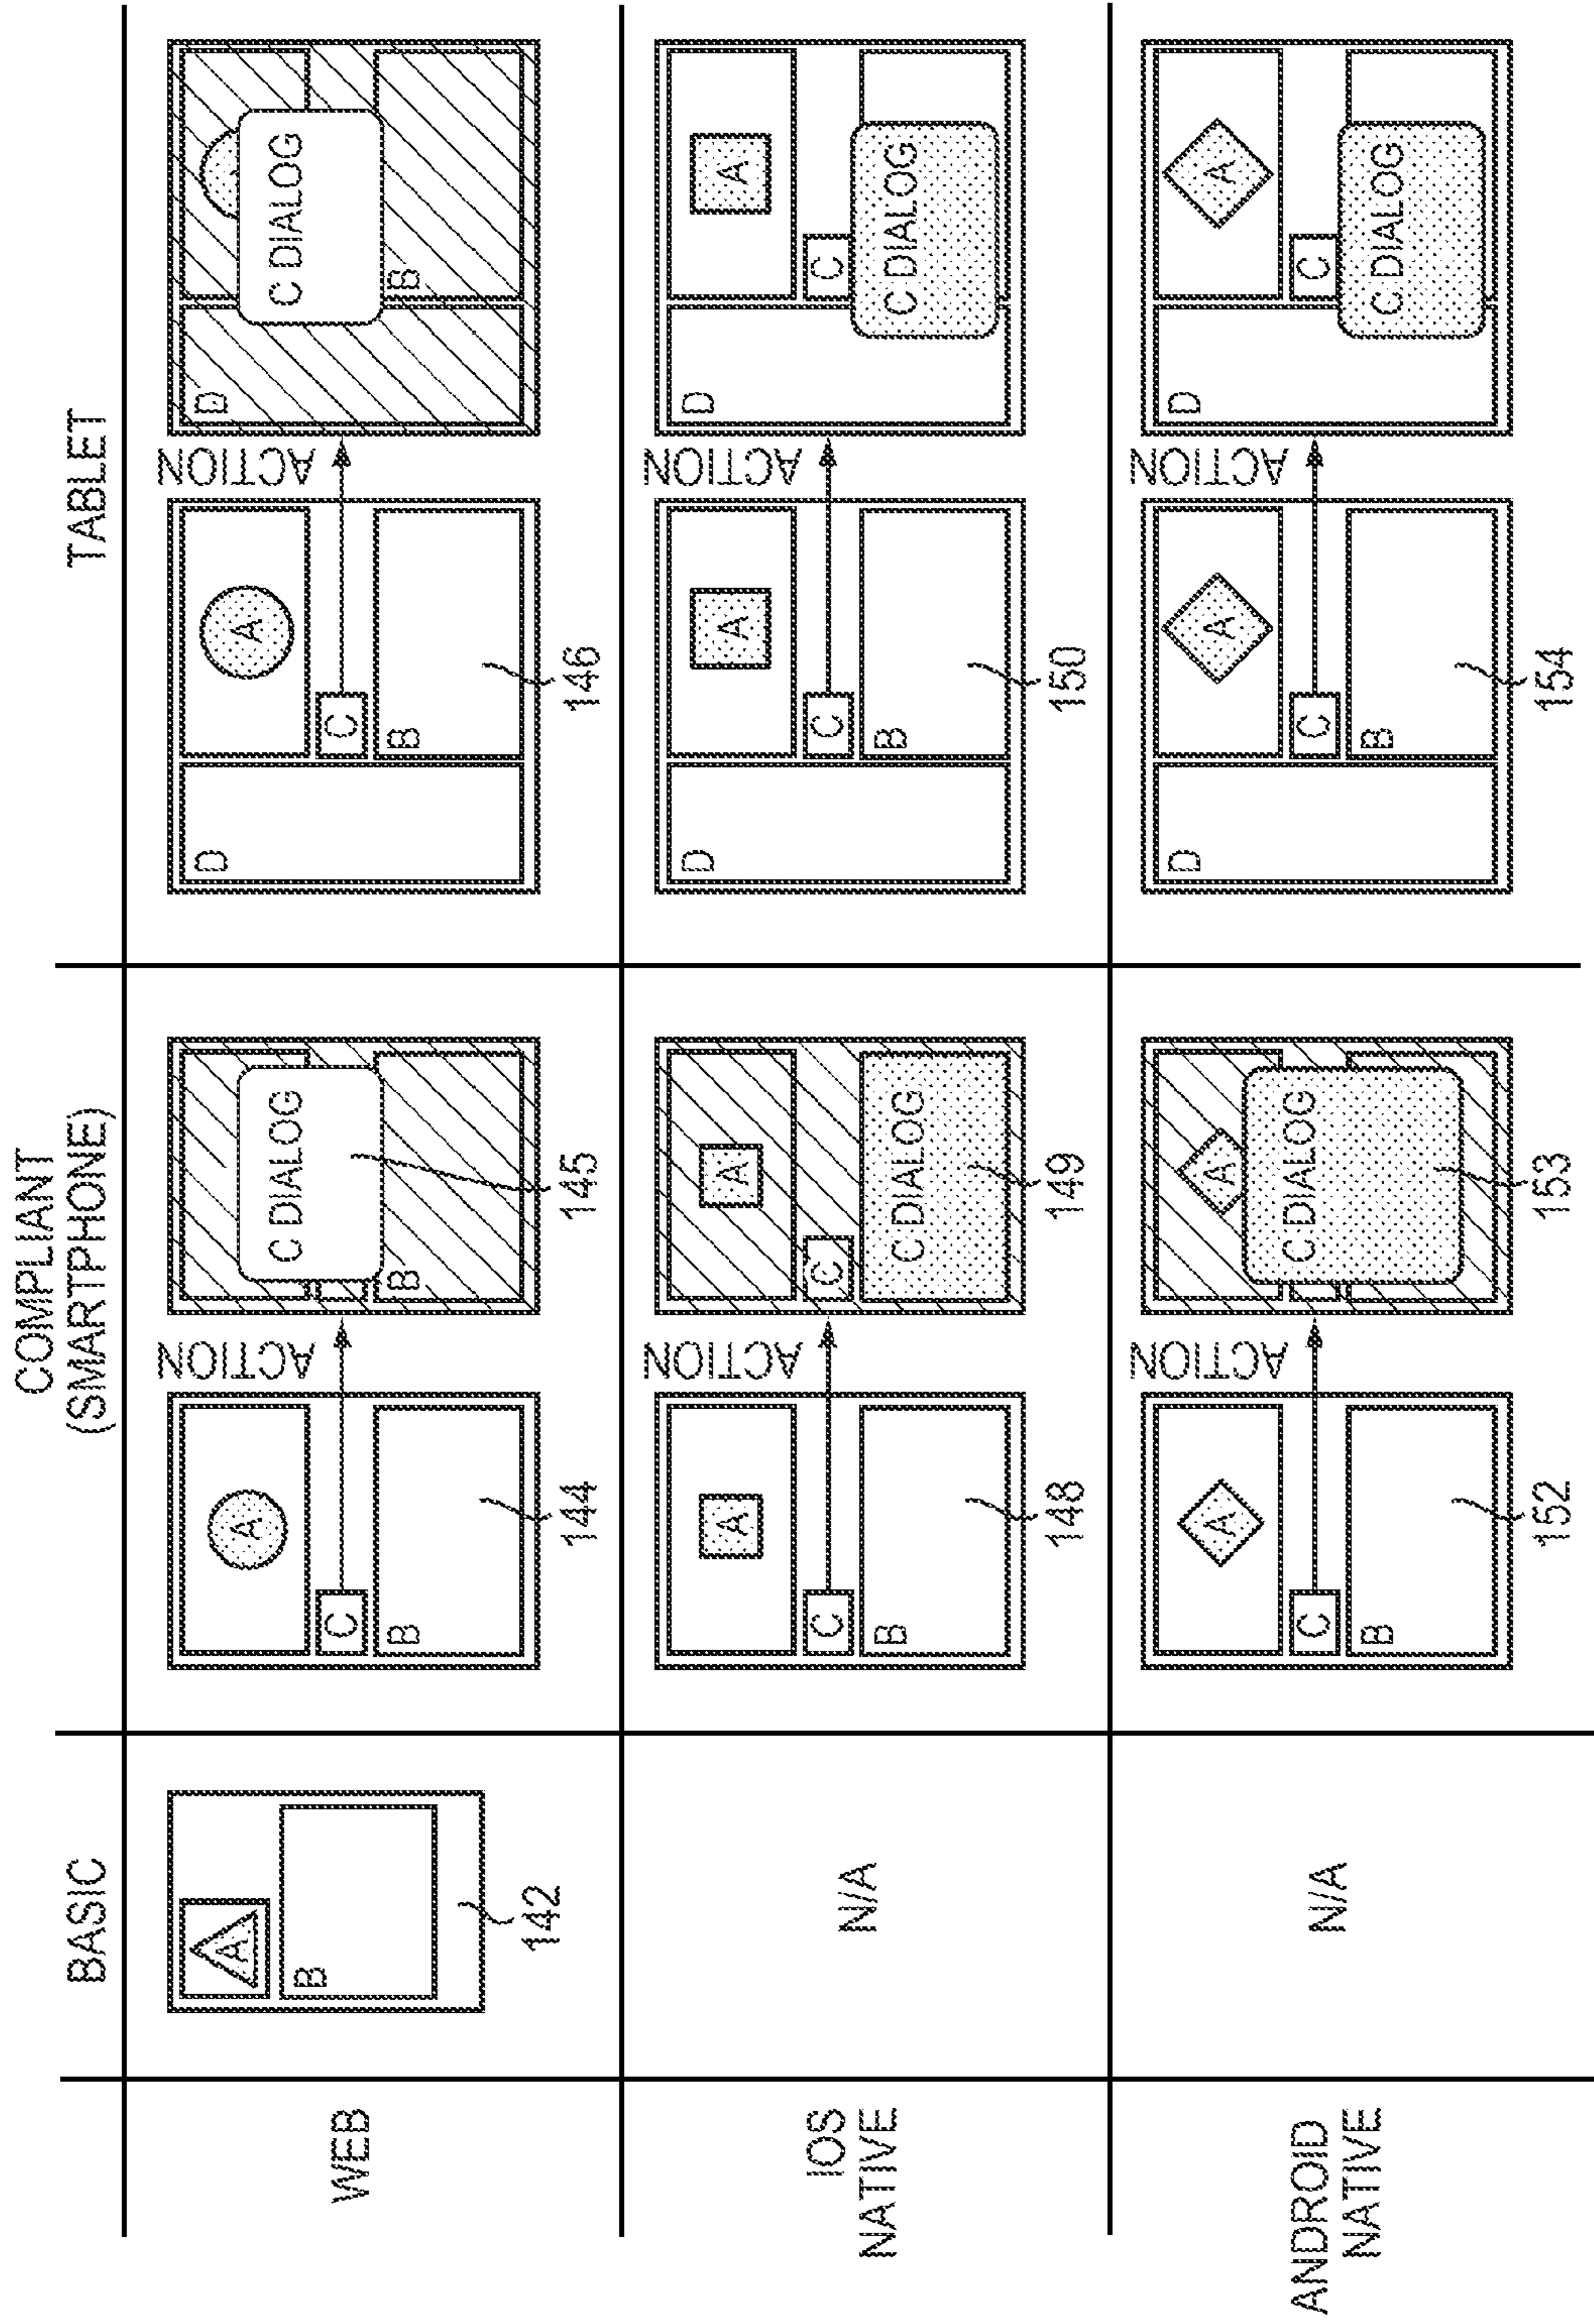 BASIC
COMPLIANT
(SMARTPHONE)
TABLET
WEB
A
B
142
A
C
B
144
ACTION
C DIALOG
B
145
D
A
C
B
146
ACTION
D
C DIALOG
B
IOS
NATIVE
N/A
A
C
B
148
ACTION
A
C
C DIALOG
149
D
A
C
B
150
ACTION
D
A
C
C DIALOG
ANDROID
NATIVE
N/A
A
C
B
152
ACTION
A
C DIALOG
153
D
A
C
B
154
ACTION
D
A
C
C DIALOG